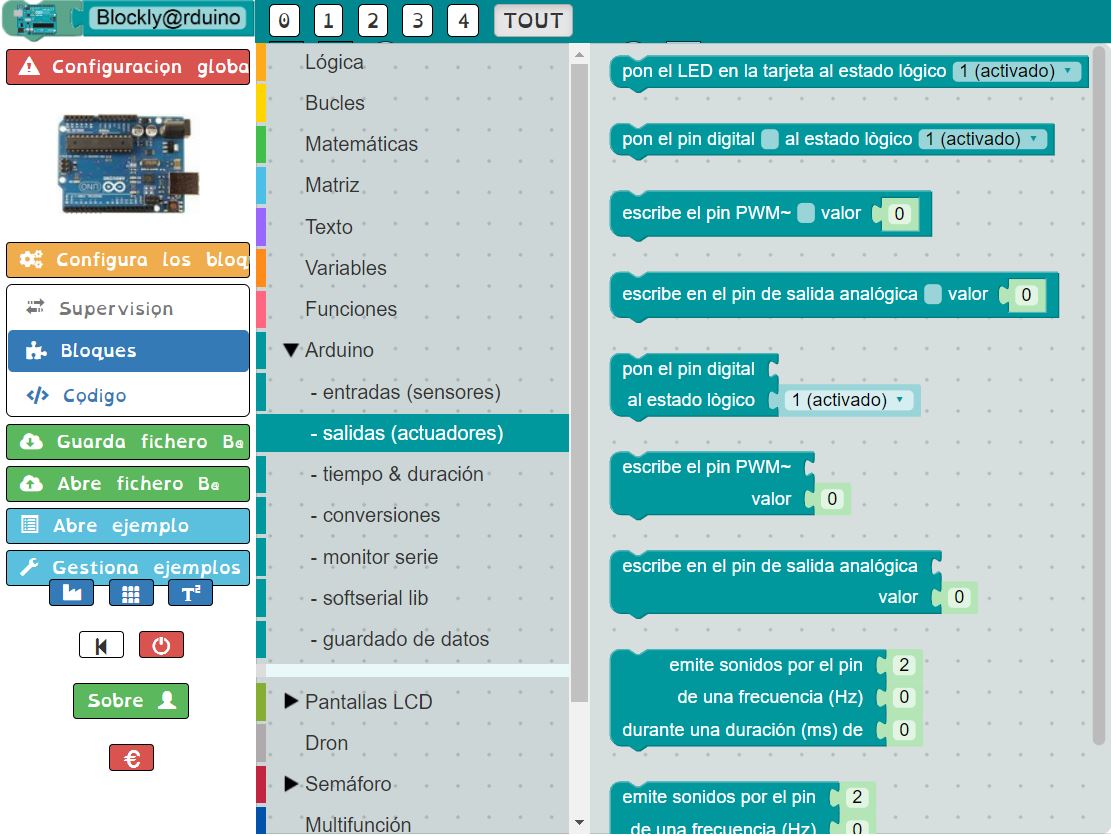 Blockly@rduino
0 1 2 3 4 TOUT
Configuracion globa
UNO
Configura los bloq
Supervision
Bloques
Codigo
Guarda fichero B@
Abre fichero B@
Abre ejemplo
Gestiona ejemplos
T²
Sobre
€
Lógica
Bucles
Matemáticas
Matriz
Texto
Variables
Funciones
Arduino
- entradas (sensores)
- salidas (actuadores)
- tiempo & duración
- conversiones
- monitor serie
- softserial lib
- guardado de datos
Pantallas LCD
Dron
Semáforo
Multifunción
pon el LED en la tarjeta al estado lógico 1 (activado)
pon el pin digital al estado lògico 1 (activado)
escribe el pin PWM~ valor 0
escribe en el pin de salida analógica valor 0
pon el pin digital
al estado lògico 1 (activado)
escribe el pin PWM~
valor 0
escribe en el pin de salida analógica
valor 0
emite sonidos por el pin 2
de una frecuencia (Hz) 0
durante una duración (ms) de 0
emite sonidos por el pin 2
de una frecuencia (Hz) 0